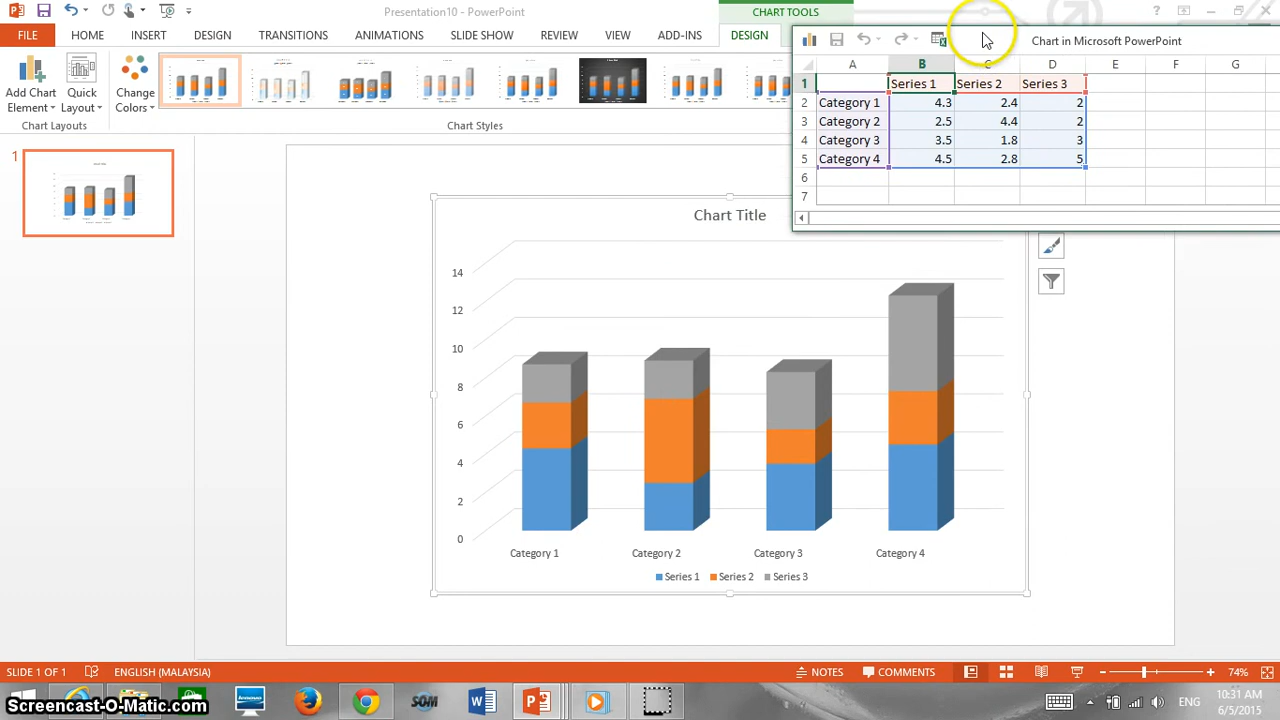 Presentation10 - PowerPoint
CHART TOOLS
?
FILE HOME INSERT DESIGN TRANSITIONS ANIMATIONS SLIDE SHOW REVIEW VIEW ADD-INS DESIGN
Chart in Microsoft PowerPoint
Add Chart Element
Quick Layout
Change Colors
Chart Layouts
Chart Styles
A B C D E F G
1 Series 1 Series 2 Series 3
2 Category 1 4.3 2.4 2
3 Category 2 2.5 4.4 2
4 Category 3 3.5 1.8 3
5 Category 4 4.5 2.8 5
6
7
1
Chart Title
14
12
10
8
6
4
2
0
Category 1 Category 2 Category 3 Category 4
Series 1 Series 2 Series 3
SLIDE 1 OF 1 ENGLISH (MALAYSIA) NOTES COMMENTS 74%
lenovo SOM ENG 10:31 AM
6/5/2015
Screencast-O-Matic.com